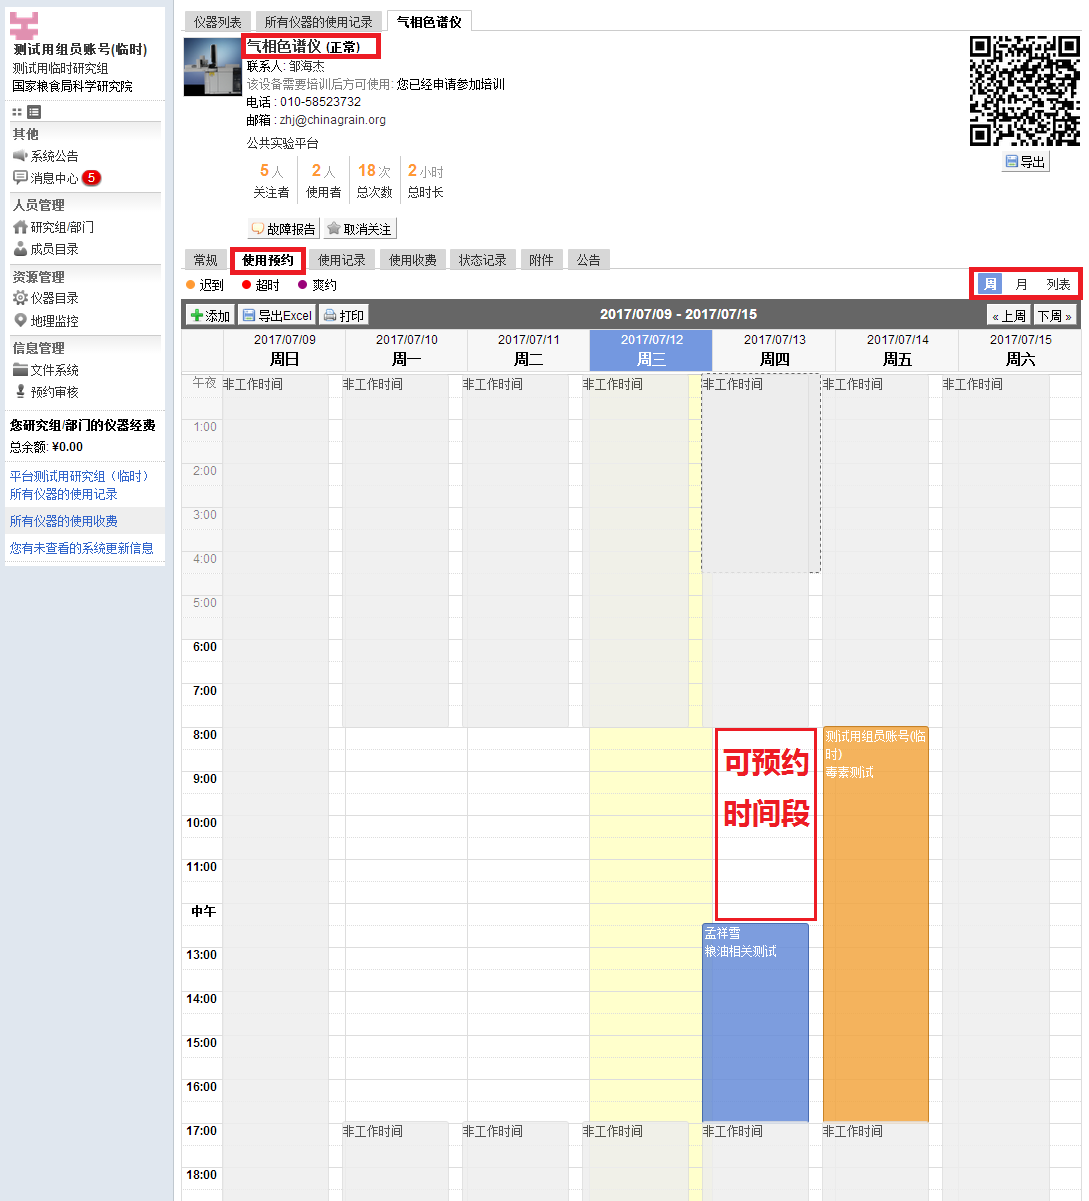 测试用组员账号(临时)
测试用临时研究组
国家粮食局科学研究院
其他
系统公告
消息中心 5
人员管理
研究组/部门
成员目录
资源管理
仪器目录
地理监控
信息管理
文件系统
预约审核
您研究组/部门的仪器经费
总余额: ¥0.00
平台测试用研究组（临时）
所有仪器的使用记录
所有仪器的使用收费
您有未查看的系统更新信息
仪器列表 所有仪器的使用记录 气相色谱仪
气相色谱仪 (正常)
联系人: 邹海杰
该设备需要培训后方可使用: 您已经申请参加培训
电话 : 010-58523732
邮箱 : zhj@chinagrain.org
公共实验平台
5 人 2 人 18 次 2 小时
关注者 使用者 总次数 总时长
故障报告 取消关注
导出
常规 使用预约 使用记录 使用收费 状态记录 附件 公告
迟到 超时 爽约
周 月 列表
添加 导出Excel 打印 2017/07/09 - 2017/07/15 « 上周 下周 »
2017/07/09 2017/07/10 2017/07/11 2017/07/12 2017/07/13 2017/07/14 2017/07/15
周日 周一 周二 周三 周四 周五 周六
午夜 非工作时间 非工作时间 非工作时间 非工作时间 非工作时间 非工作时间 非工作时间
1:00
2:00
3:00
4:00
5:00
6:00
7:00
8:00
9:00
10:00
11:00
中午
13:00
14:00
15:00
16:00
17:00
18:00
可预约
时间段
测试用组员账号(临
时)
毒素测试
孟祥雪
粮油相关测试
非工作时间 非工作时间 非工作时间 非工作时间 非工作时间